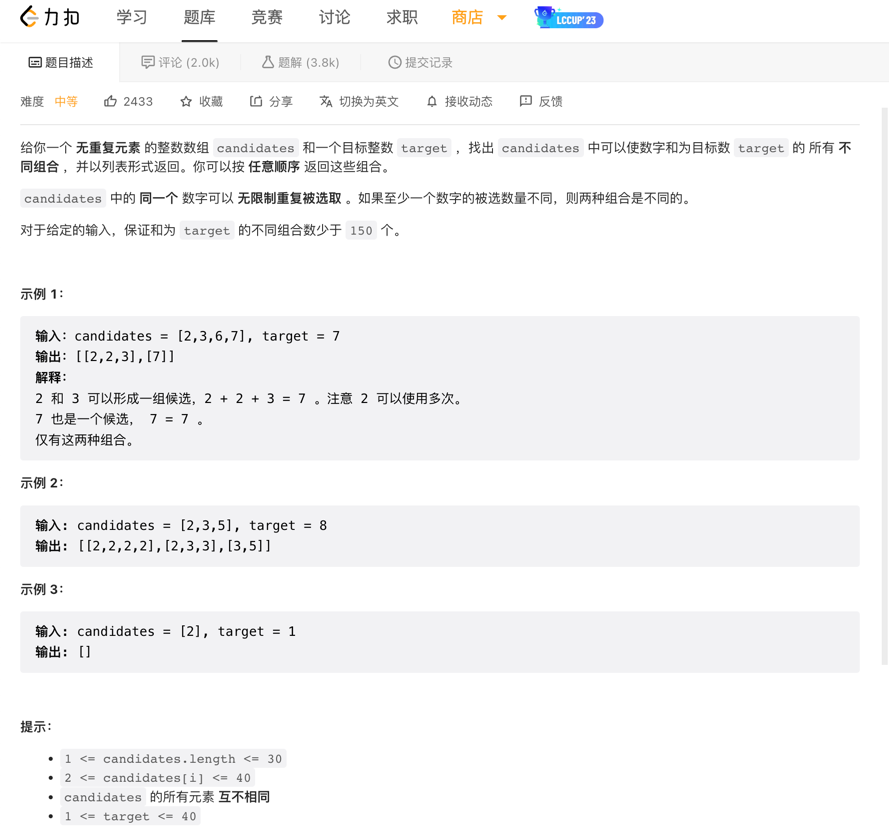 力扣 学习 题库 竞赛 讨论 求职 商店 LCCUP'23
题目描述 评论 (2.0k) 题解 (3.8k) 提交记录
难度 中等 2433 收藏 分享 切换为英文 接收动态 反馈
给你一个 无重复元素 的整数数组 candidates 和一个目标整数 target ，找出 candidates 中可以使数字和为目标数 target 的 所有 不
同组合 ，并以列表形式返回。你可以按 任意顺序 返回这些组合。
candidates 中的 同一个 数字可以 无限制重复被选取 。如果至少一个数字的被选数量不同，则两种组合是不同的。
对于给定的输入，保证和为 target 的不同组合数少于 150 个。
示例 1：
输入：candidates = [2,3,6,7], target = 7
输出：[[2,2,3],[7]]
解释：
2 和 3 可以形成一组候选，2 + 2 + 3 = 7 。注意 2 可以使用多次。
7 也是一个候选， 7 = 7 。
仅有这两种组合。
示例 2：
输入: candidates = [2,3,5], target = 8
输出: [[2,2,2,2],[2,3,3],[3,5]]
示例 3：
输入: candidates = [2], target = 1
输出: []
提示：
• 1 <= candidates.length <= 30
• 2 <= candidates[i] <= 40
• candidates 的所有元素 互不相同
• 1 <= target <= 40